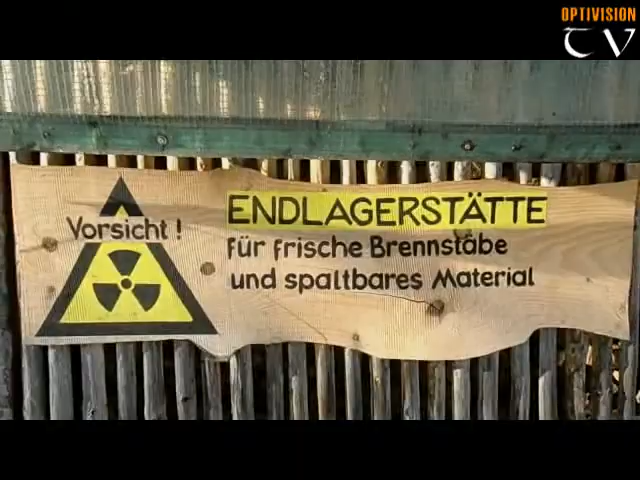 OPTIVISION
TV
Vorsicht !
ENDLAGERSTÄTTE
für frische Brennstäbe
und spaltbares Material